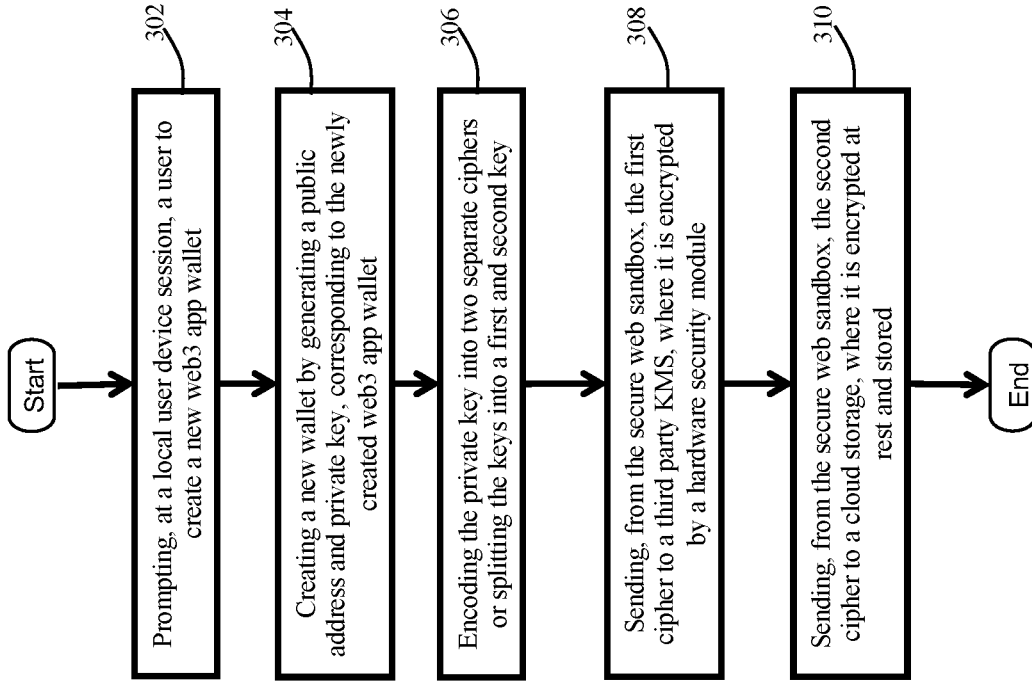 Start
302
Prompting, at a local user device session, a user to
create a new web3 app wallet
304
Creating a new wallet by generating a public
address and private key, corresponding to the newly
created web3 app wallet
306
Encoding the private key into two separate ciphers
or splitting the keys into a first and second key
308
Sending, from the secure web sandbox, the first
cipher to a third party KMS, where it is encrypted
by a hardware security module
310
Sending, from the secure web sandbox, the second
cipher to a cloud storage, where it is encrypted at
rest and stored
End